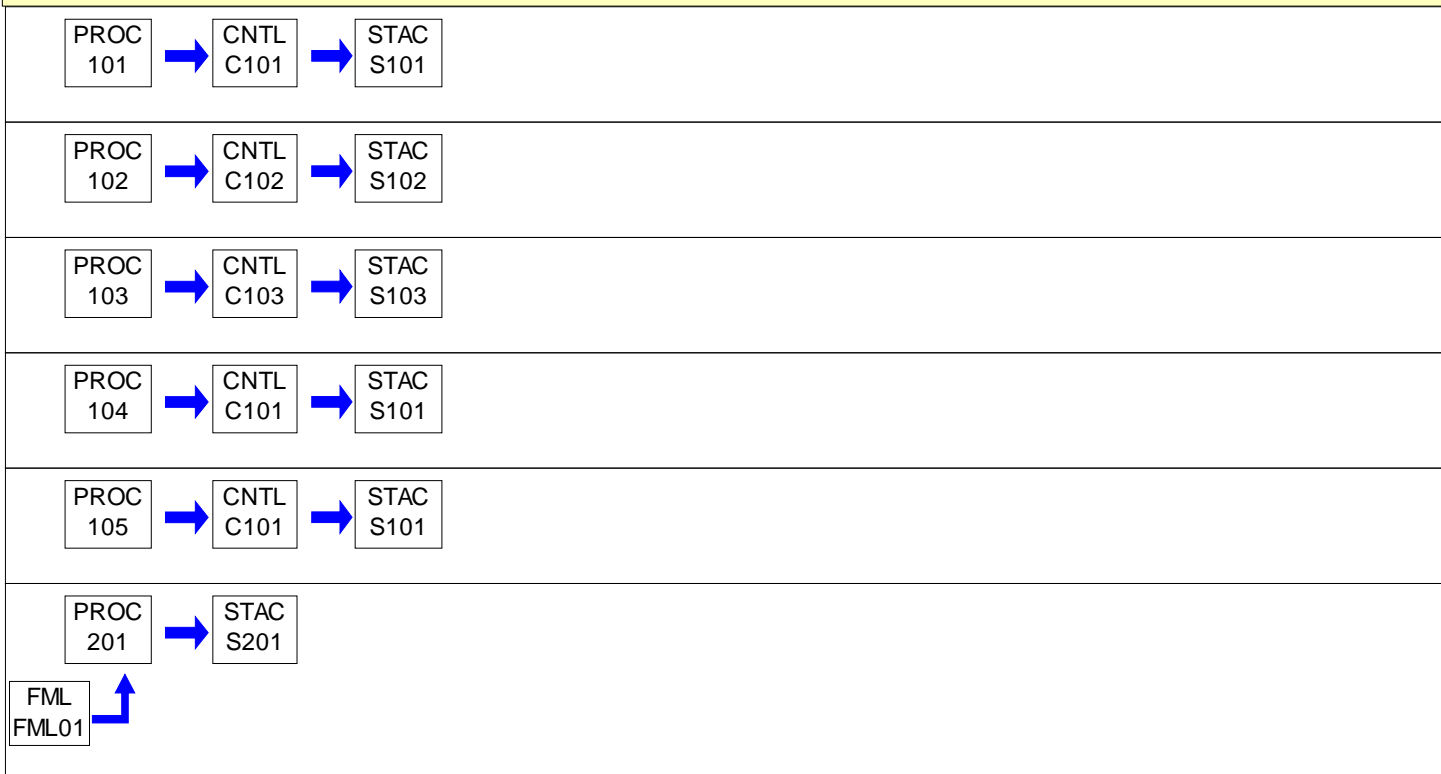 PROC
101
CNTL
C101
STAC
S101
PROC
102
CNTL
C102
STAC
S102
PROC
103
CNTL
C103
STAC
S103
PROC
104
CNTL
C101
STAC
S101
PROC
105
CNTL
C101
STAC
S101
PROC
201
STAC
S201
FML
FML01